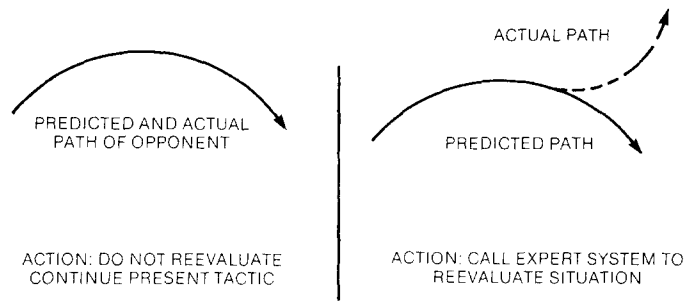 PREDICTED AND ACTUAL
PATH OF OPPONENT
ACTION: DO NOT REEVALUATE
CONTINUE PRESENT TACTIC
ACTUAL PATH
PREDICTED PATH
ACTION: CALL EXPERT SYSTEM TO
REEVALUATE SITUATION